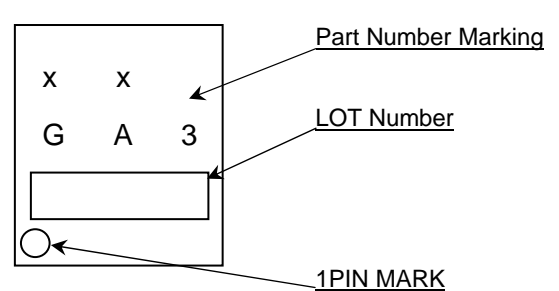 Part Number Marking
x x
G A 3
LOT Number
1PIN MARK